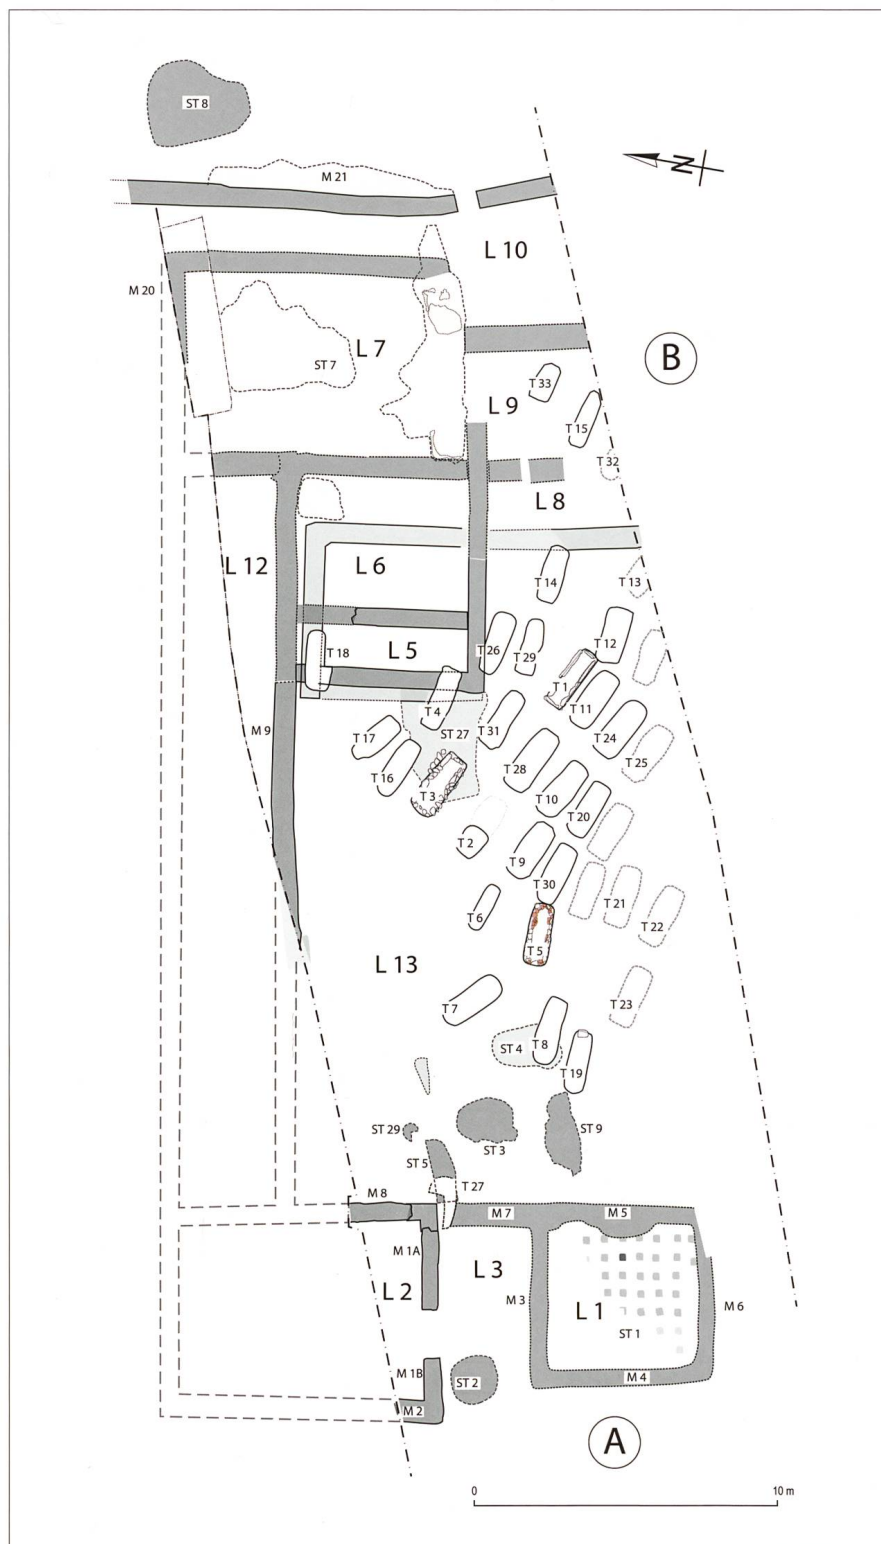 ST 8
M 21
N
L 10
M 20
L 7
ST 7
B
T 33
L 9
T 15
T 32
L 8
L 12
L 6
T 14
T 13
T 12
L 5
T 18
T 26
T 29
T 1
T 11
T 4
M 9
ST 27
T 31
T 17
T 24
T 16
T 25
T 28
T 3
T 10
T 20
T 2
T 9
T 30
T 21
T 6
T 22
T 5
L 13
T 7
T 23
ST 4
T 8
T 19
ST 29
ST 9
ST 3
ST 5
T 27
M 8
M 7
M 5
M 1A
L 3
L 2
M 3
L 1
M 6
ST 1
M 1B
ST 2
M 4
M 2
A
0 10 m